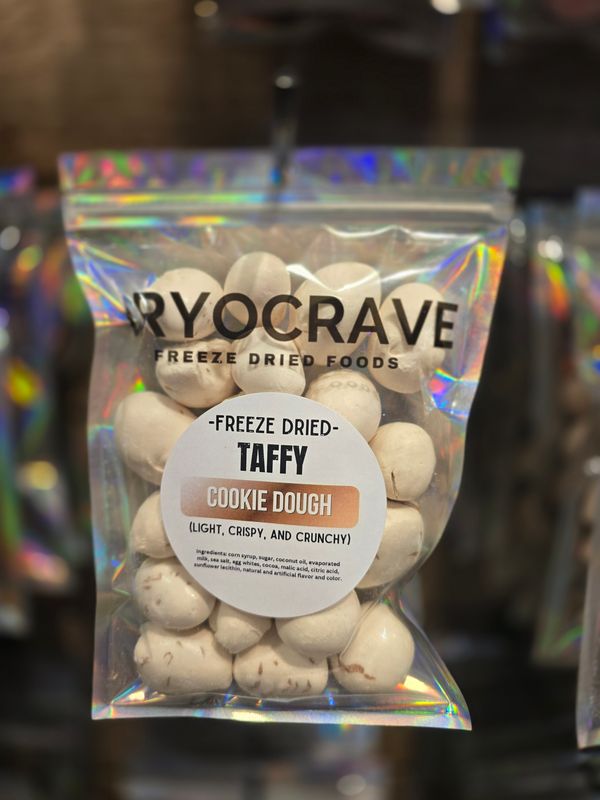 RYOCRAVE
FREEZE DRIED FOODS
-FREEZE DRIED-
TAFFY
COOKIE DOUGH
(LIGHT, CRISPY, AND CRUNCHY)
Ingredients: corn syrup, sugar, coconut oil, evaporated
milk, sea salt, egg whites, cocoa, malic acid, citric acid,
sunflower lecithin, natural and artificial flavor and color.